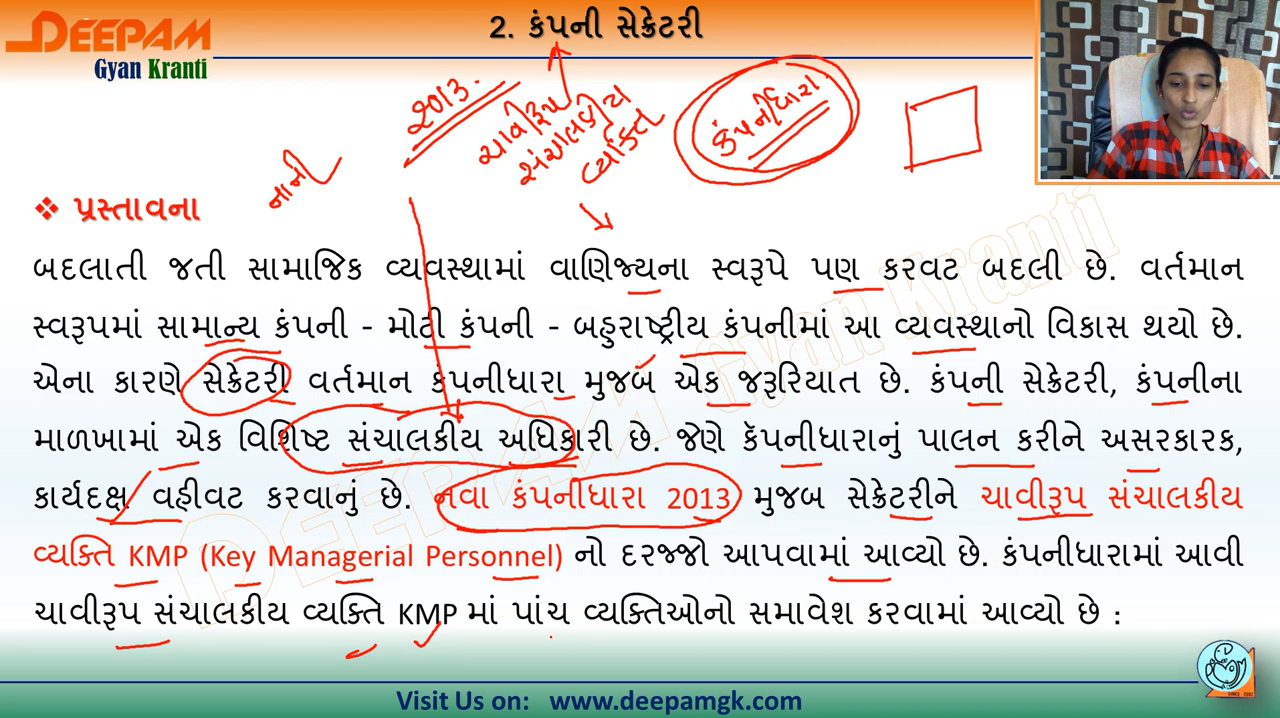 DEEPAM
Gyan Kranti
2. કંપની સેક્રેટરી
૨૦૧૩.
ચાવીરૂપ
સંચાલકીય
વ્યક્તિ
કંપનીધારા
નાની
❖ પ્રસ્તાવના
બદલાતી જતી સામાજિક વ્યવસ્થામાં વાણિજ્યના સ્વરૂપે પણ કરવટ બદલી છે. વર્તમાન
સ્વરૂપમાં સામાન્ય કંપની - મોટી કંપની - બહુરાષ્ટ્રીય કંપનીમાં આ વ્યવસ્થાનો વિકાસ થયો છે.
એના કારણે સેક્રેટરી વર્તમાન કંપનીધારા મુજબ એક જરૂરિયાત છે. કંપની સેક્રેટરી, કંપનીના
માળખામાં એક વિશિષ્ટ સંચાલકીય અધિકારી છે. જેણે કંપનીધારાનું પાલન કરીને અસરકારક,
કાર્યદક્ષ વહીવટ કરવાનું છે. નવા કંપનીધારા 2013 મુજબ સેક્રેટરીને ચાવીરૂપ સંચાલકીય
વ્યક્તિ KMP (Key Managerial Personnel) નો દરજ્જો આપવામાં આવ્યો છે. કંપનીધારામાં આવી
ચાવીરૂપ સંચાલકીય વ્યક્તિ KMP માં પાંચ વ્યક્તિઓનો સમાવેશ કરવામાં આવ્યો છે :
DEEPAM Gyan Kranti
Visit Us on: www.deepamgk.com